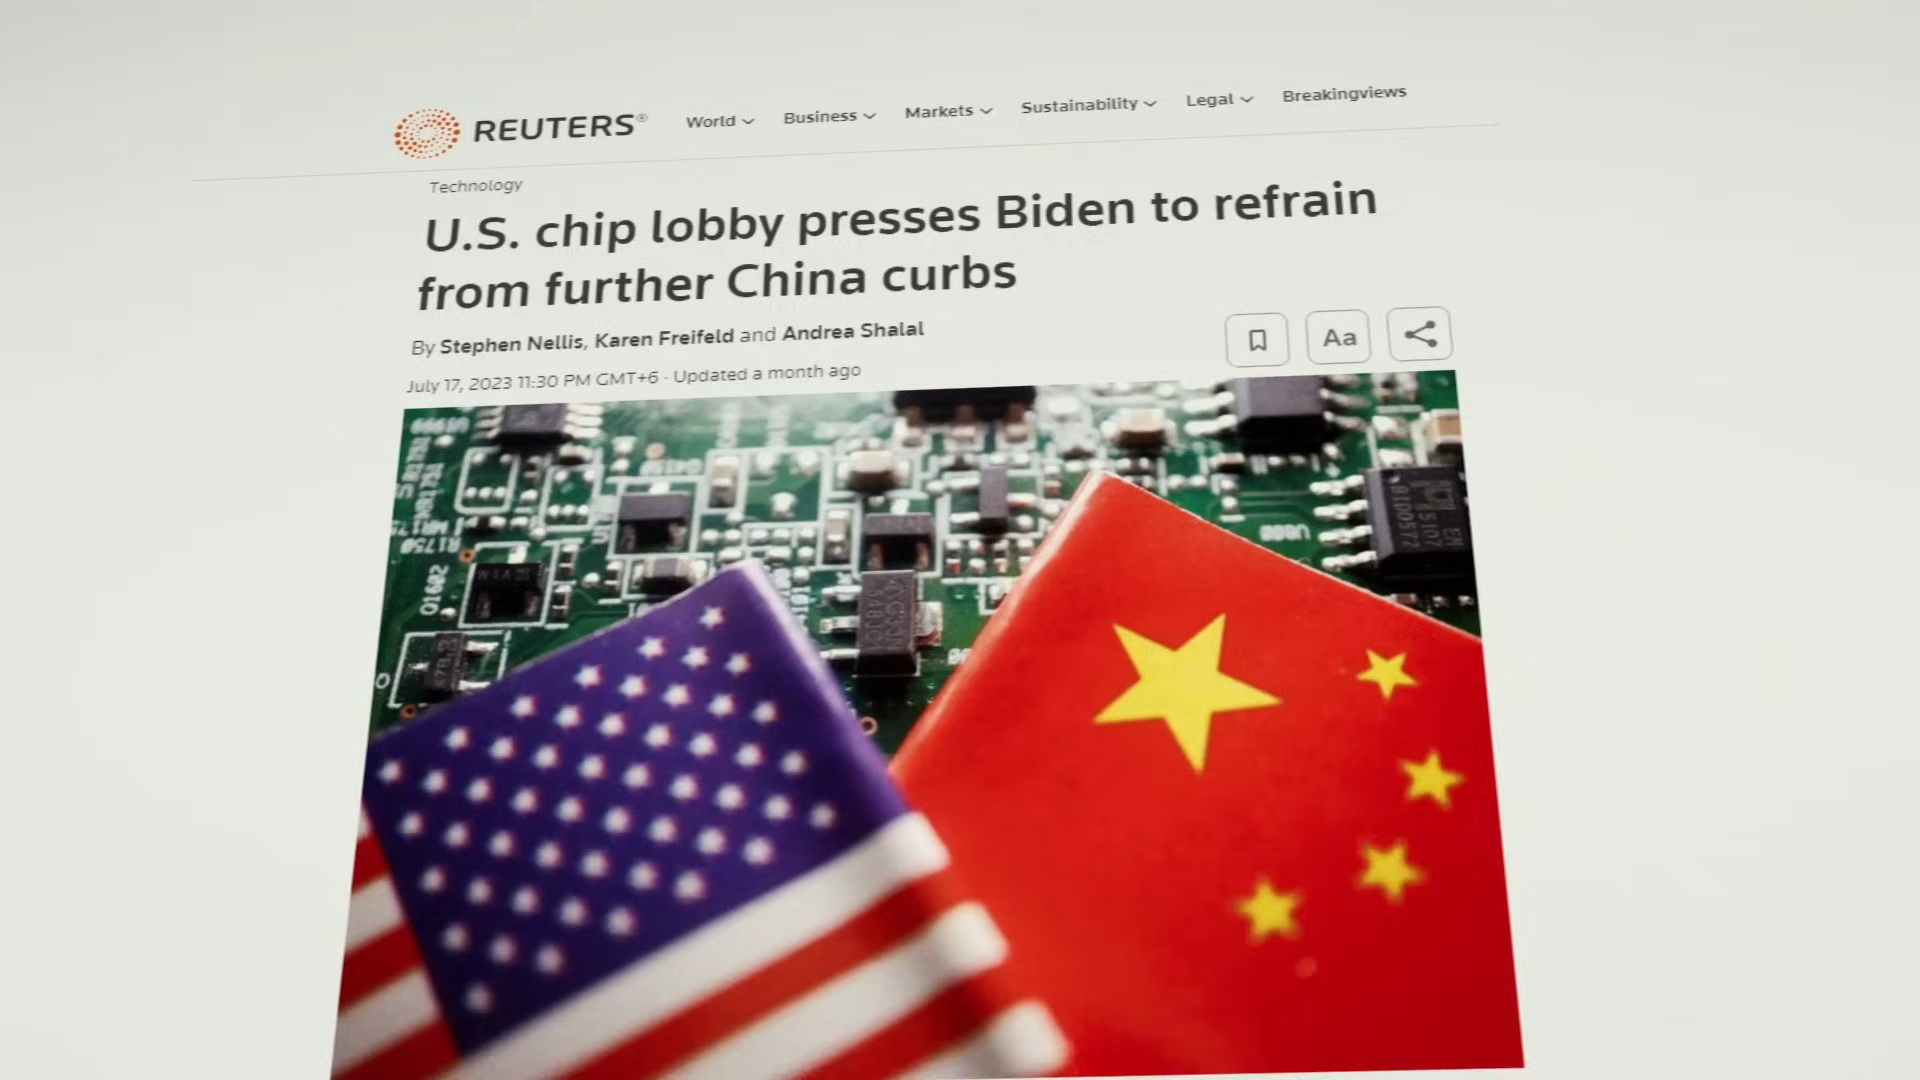 REUTERS®
World
Business
Markets
Sustainability
Legal
Breakingviews
Technology
U.S. chip lobby presses Biden to refrain
from further China curbs
By Stephen Nellis, Karen Freifeld and Andrea Shalal
July 17, 2023 11:30 PM GMT+6 · Updated a month ago
Aa